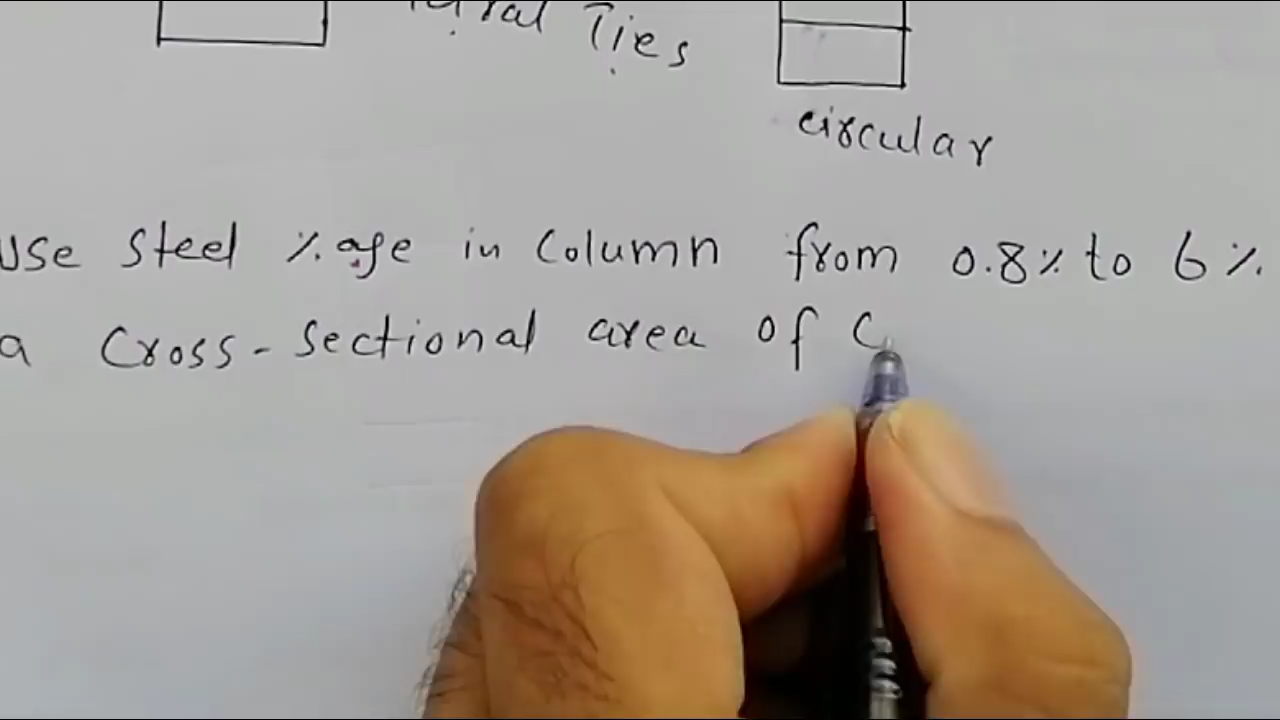 Ties
circular
use steel %age in column from 0.8% to 6%.
a cross-sectional area of c